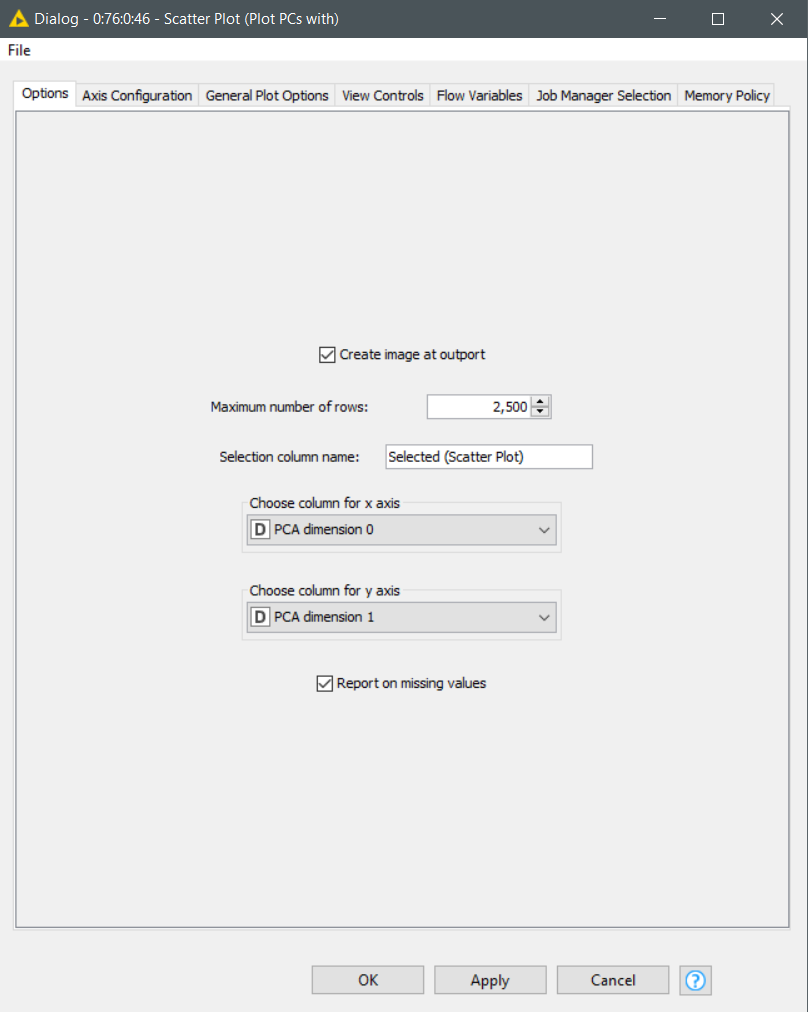 Dialog - 0:76:0:46 - Scatter Plot (Plot PCs with)
File
Options Axis Configuration General Plot Options View Controls Flow Variables Job Manager Selection Memory Policy
Create image at outport
Maximum number of rows: 2,500
Selection column name: Selected (Scatter Plot)
Choose column for x axis
D PCA dimension 0
Choose column for y axis
D PCA dimension 1
Report on missing values
OK Apply Cancel ?